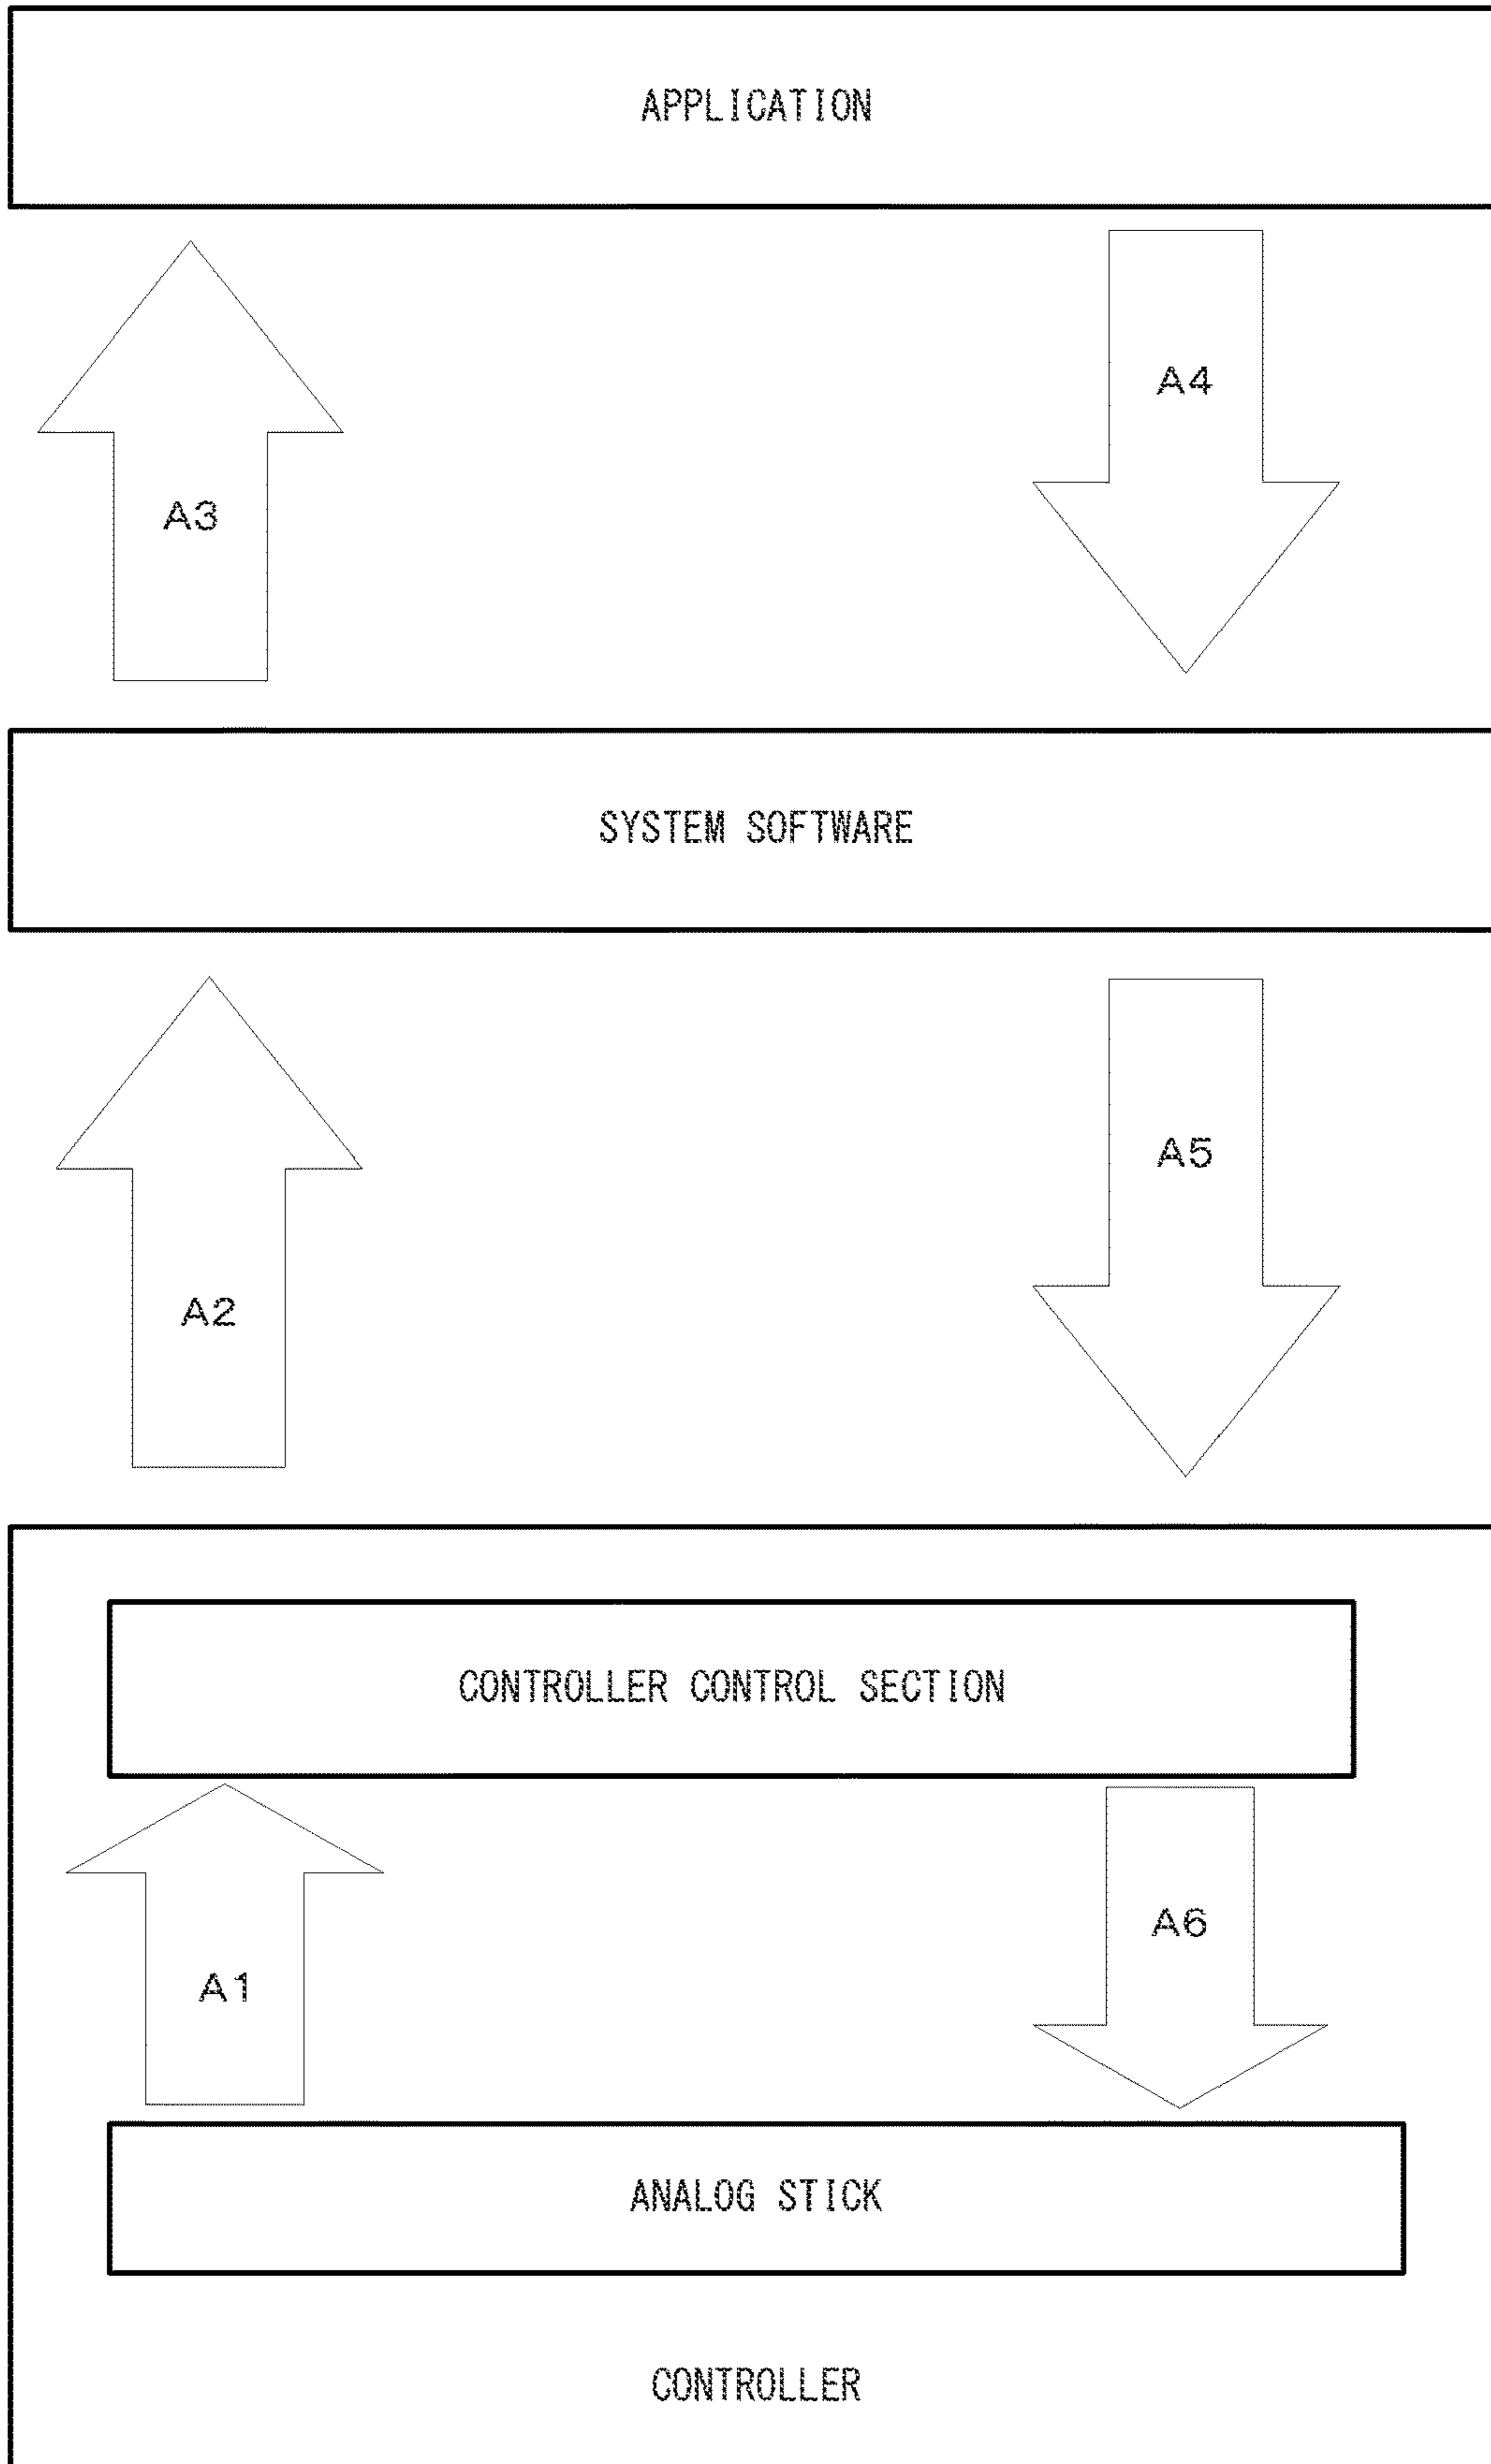 APPLICATION
A4
A3
SYSTEM SOFTWARE
A5
A2
CONTROLLER CONTROL SECTION
A6
A1
ANALOG STICK
CONTROLLER